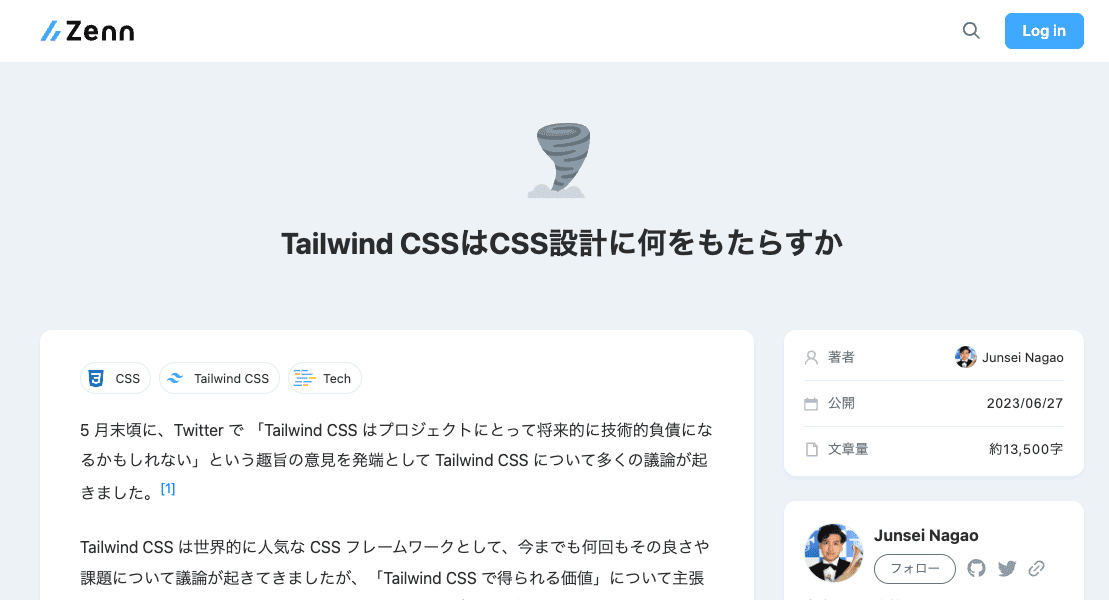 Zenn
Log in
Tailwind CSSはCSS設計に何をもたらすか
CSS
Tailwind CSS
Tech
5 月末頃に、Twitter で 「Tailwind CSS はプロジェクトにとって将来的に技術的負債にな
るかもしれない」という趣旨の意見を発端として Tailwind CSS について多くの議論が起
きました。[1]
Tailwind CSS は世界的に人気な CSS フレームワークとして、今までも何回もその良さや
課題について議論が起きてきましたが、「Tailwind CSS で得られる価値」について主張
著者
Junsei Nagao
公開
2023/06/27
文章量
約13,500字
Junsei Nagao
フォロー